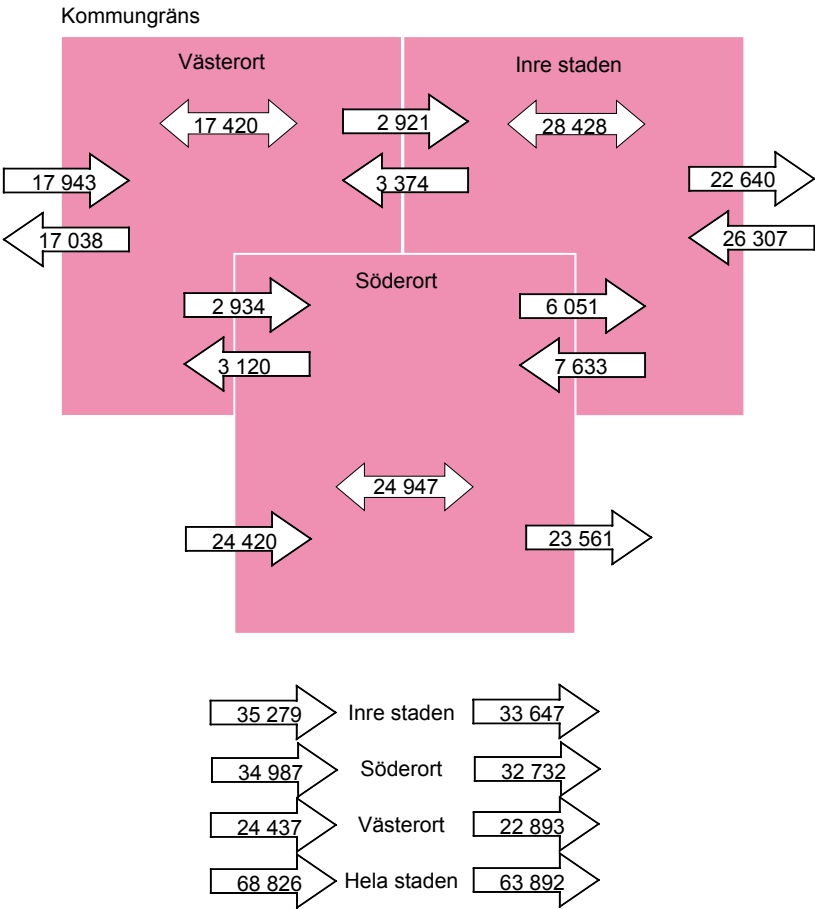 Kommungräns
Västerort
Inre staden
17 420
2 921
28 428
17 943
3 374
22 640
17 038
26 307
Söderort
2 934
6 051
3 120
7 633
24 947
24 420
23 561
35 279 Inre staden 33 647
34 987 Söderort 32 732
24 437 Västerort 22 893
68 826 Hela staden 63 892